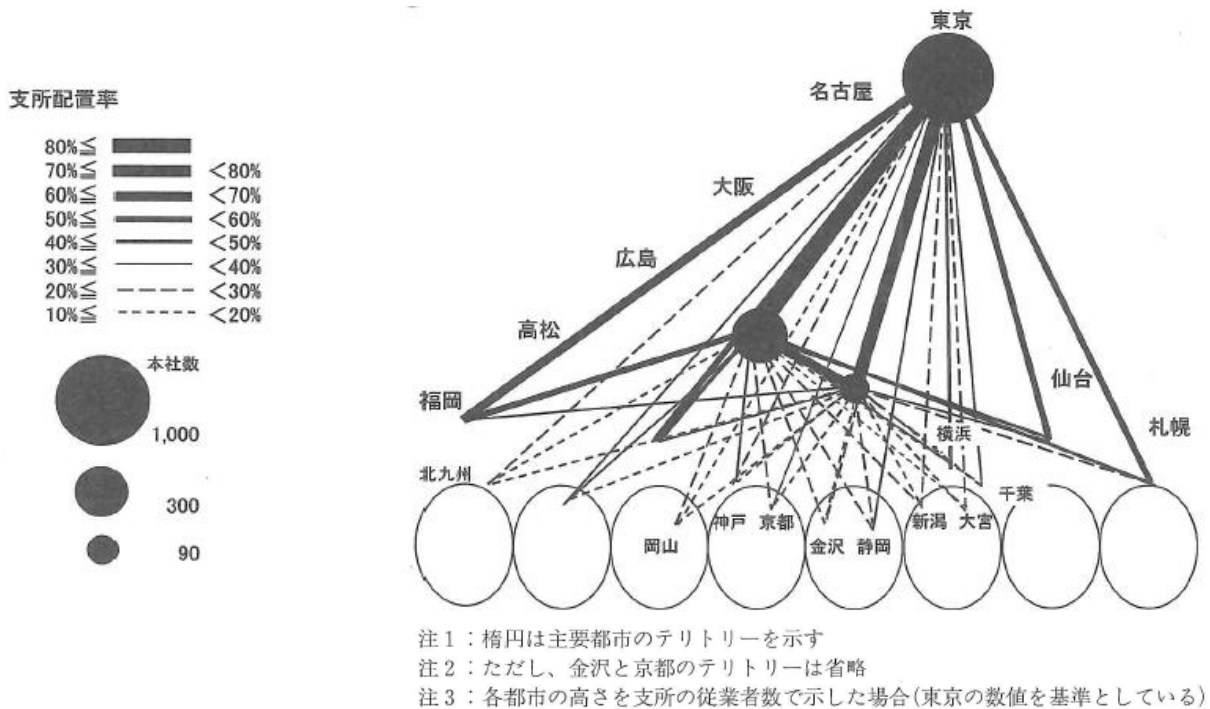 支所配置率
80%≦
70%≦ <80%
60%≦ <70%
50%≦ <60%
40%≦ <50%
30%≦ <40%
20%≦ <30%
10%≦ <20%
本社数
1,000
300
90
東京
名古屋
大阪
広島
高松
福岡
仙台
札幌
横浜
北九州
千葉
岡山
神戸 京都
金沢 静岡
新潟 大宮
注1：楕円は主要都市のテリトリーを示す
注2：ただし、金沢と京都のテリトリーは省略
注3：各都市の高さを支所の従業者数で示した場合(東京の数値を基準としている)